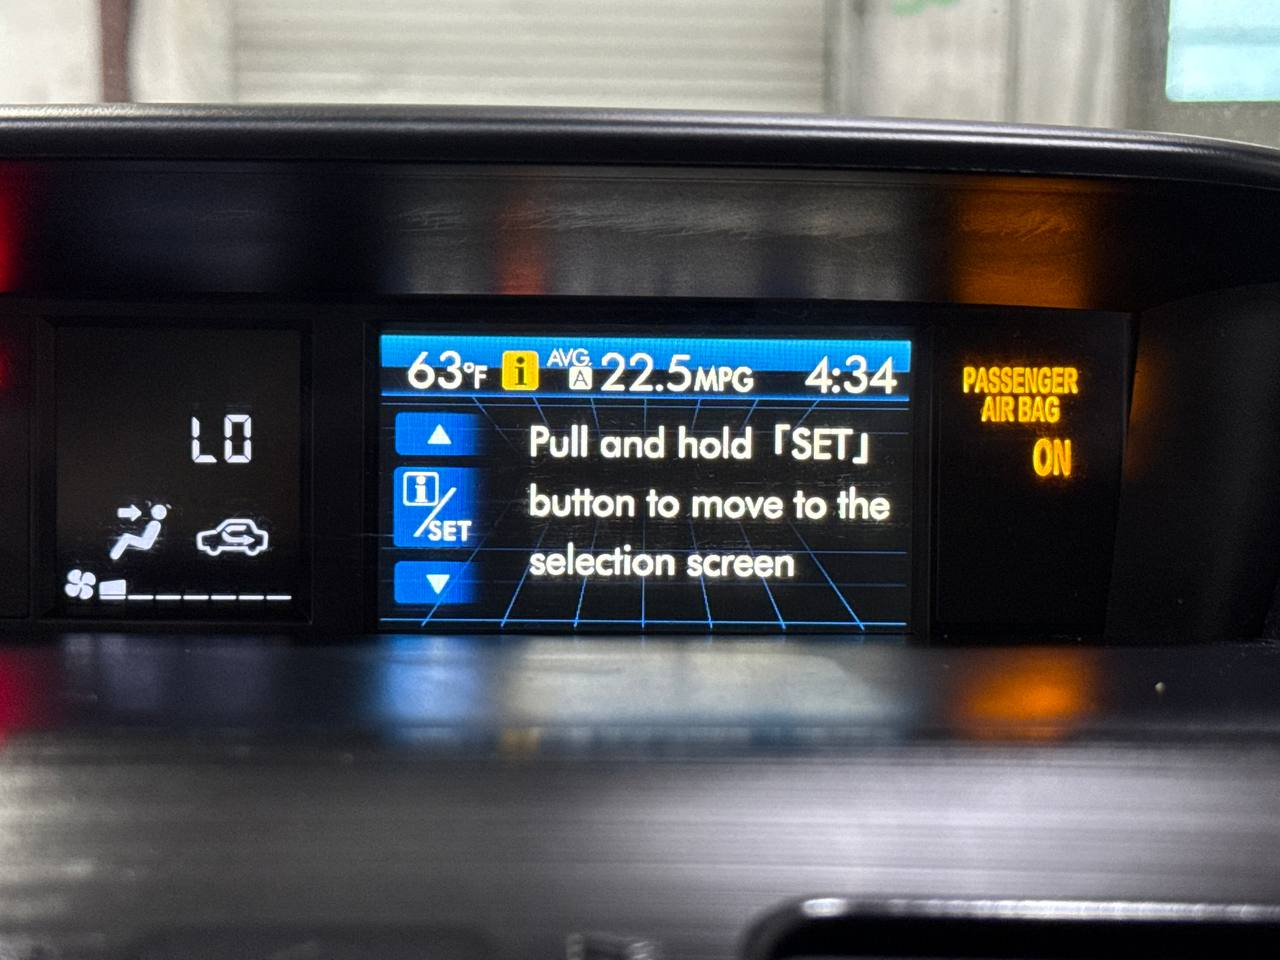 LO
63°F i AVG. A 22.5MPG 4:34
Pull and hold「SET」
button to move to the
selection screen
i/SET
PASSENGER
AIR BAG
ON